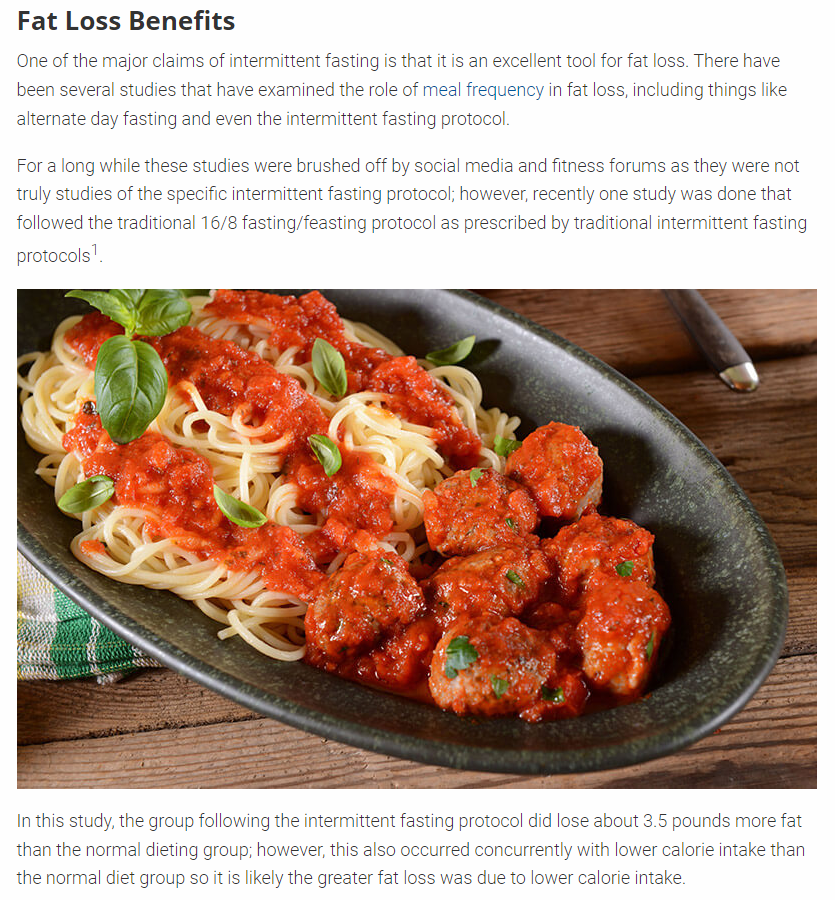 Fat Loss Benefits
One of the major claims of intermittent fasting is that it is an excellent tool for fat loss. There have
been several studies that have examined the role of meal frequency in fat loss, including things like
alternate day fasting and even the intermittent fasting protocol.
For a long while these studies were brushed off by social media and fitness forums as they were not
truly studies of the specific intermittent fasting protocol; however, recently one study was done that
followed the traditional 16/8 fasting/feasting protocol as prescribed by traditional intermittent fasting
protocols1.
In this study, the group following the intermittent fasting protocol did lose about 3.5 pounds more fat
than the normal dieting group; however, this also occurred concurrently with lower calorie intake than
the normal diet group so it is likely the greater fat loss was due to lower calorie intake.